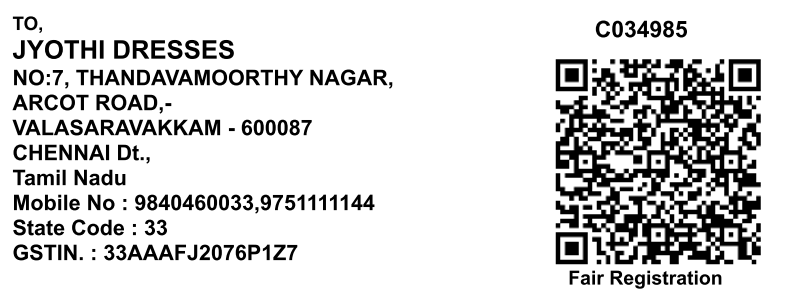 TO,
JYOTHI DRESSES
NO:7, THANDAVAMOORTHY NAGAR,
ARCOT ROAD,-
VALASARAVAKKAM - 600087
CHENNAI Dt.,
Tamil Nadu
Mobile No : 9840460033,9751111144
State Code : 33
GSTIN. : 33AAAFJ2076P1Z7
C034985
Fair Registration